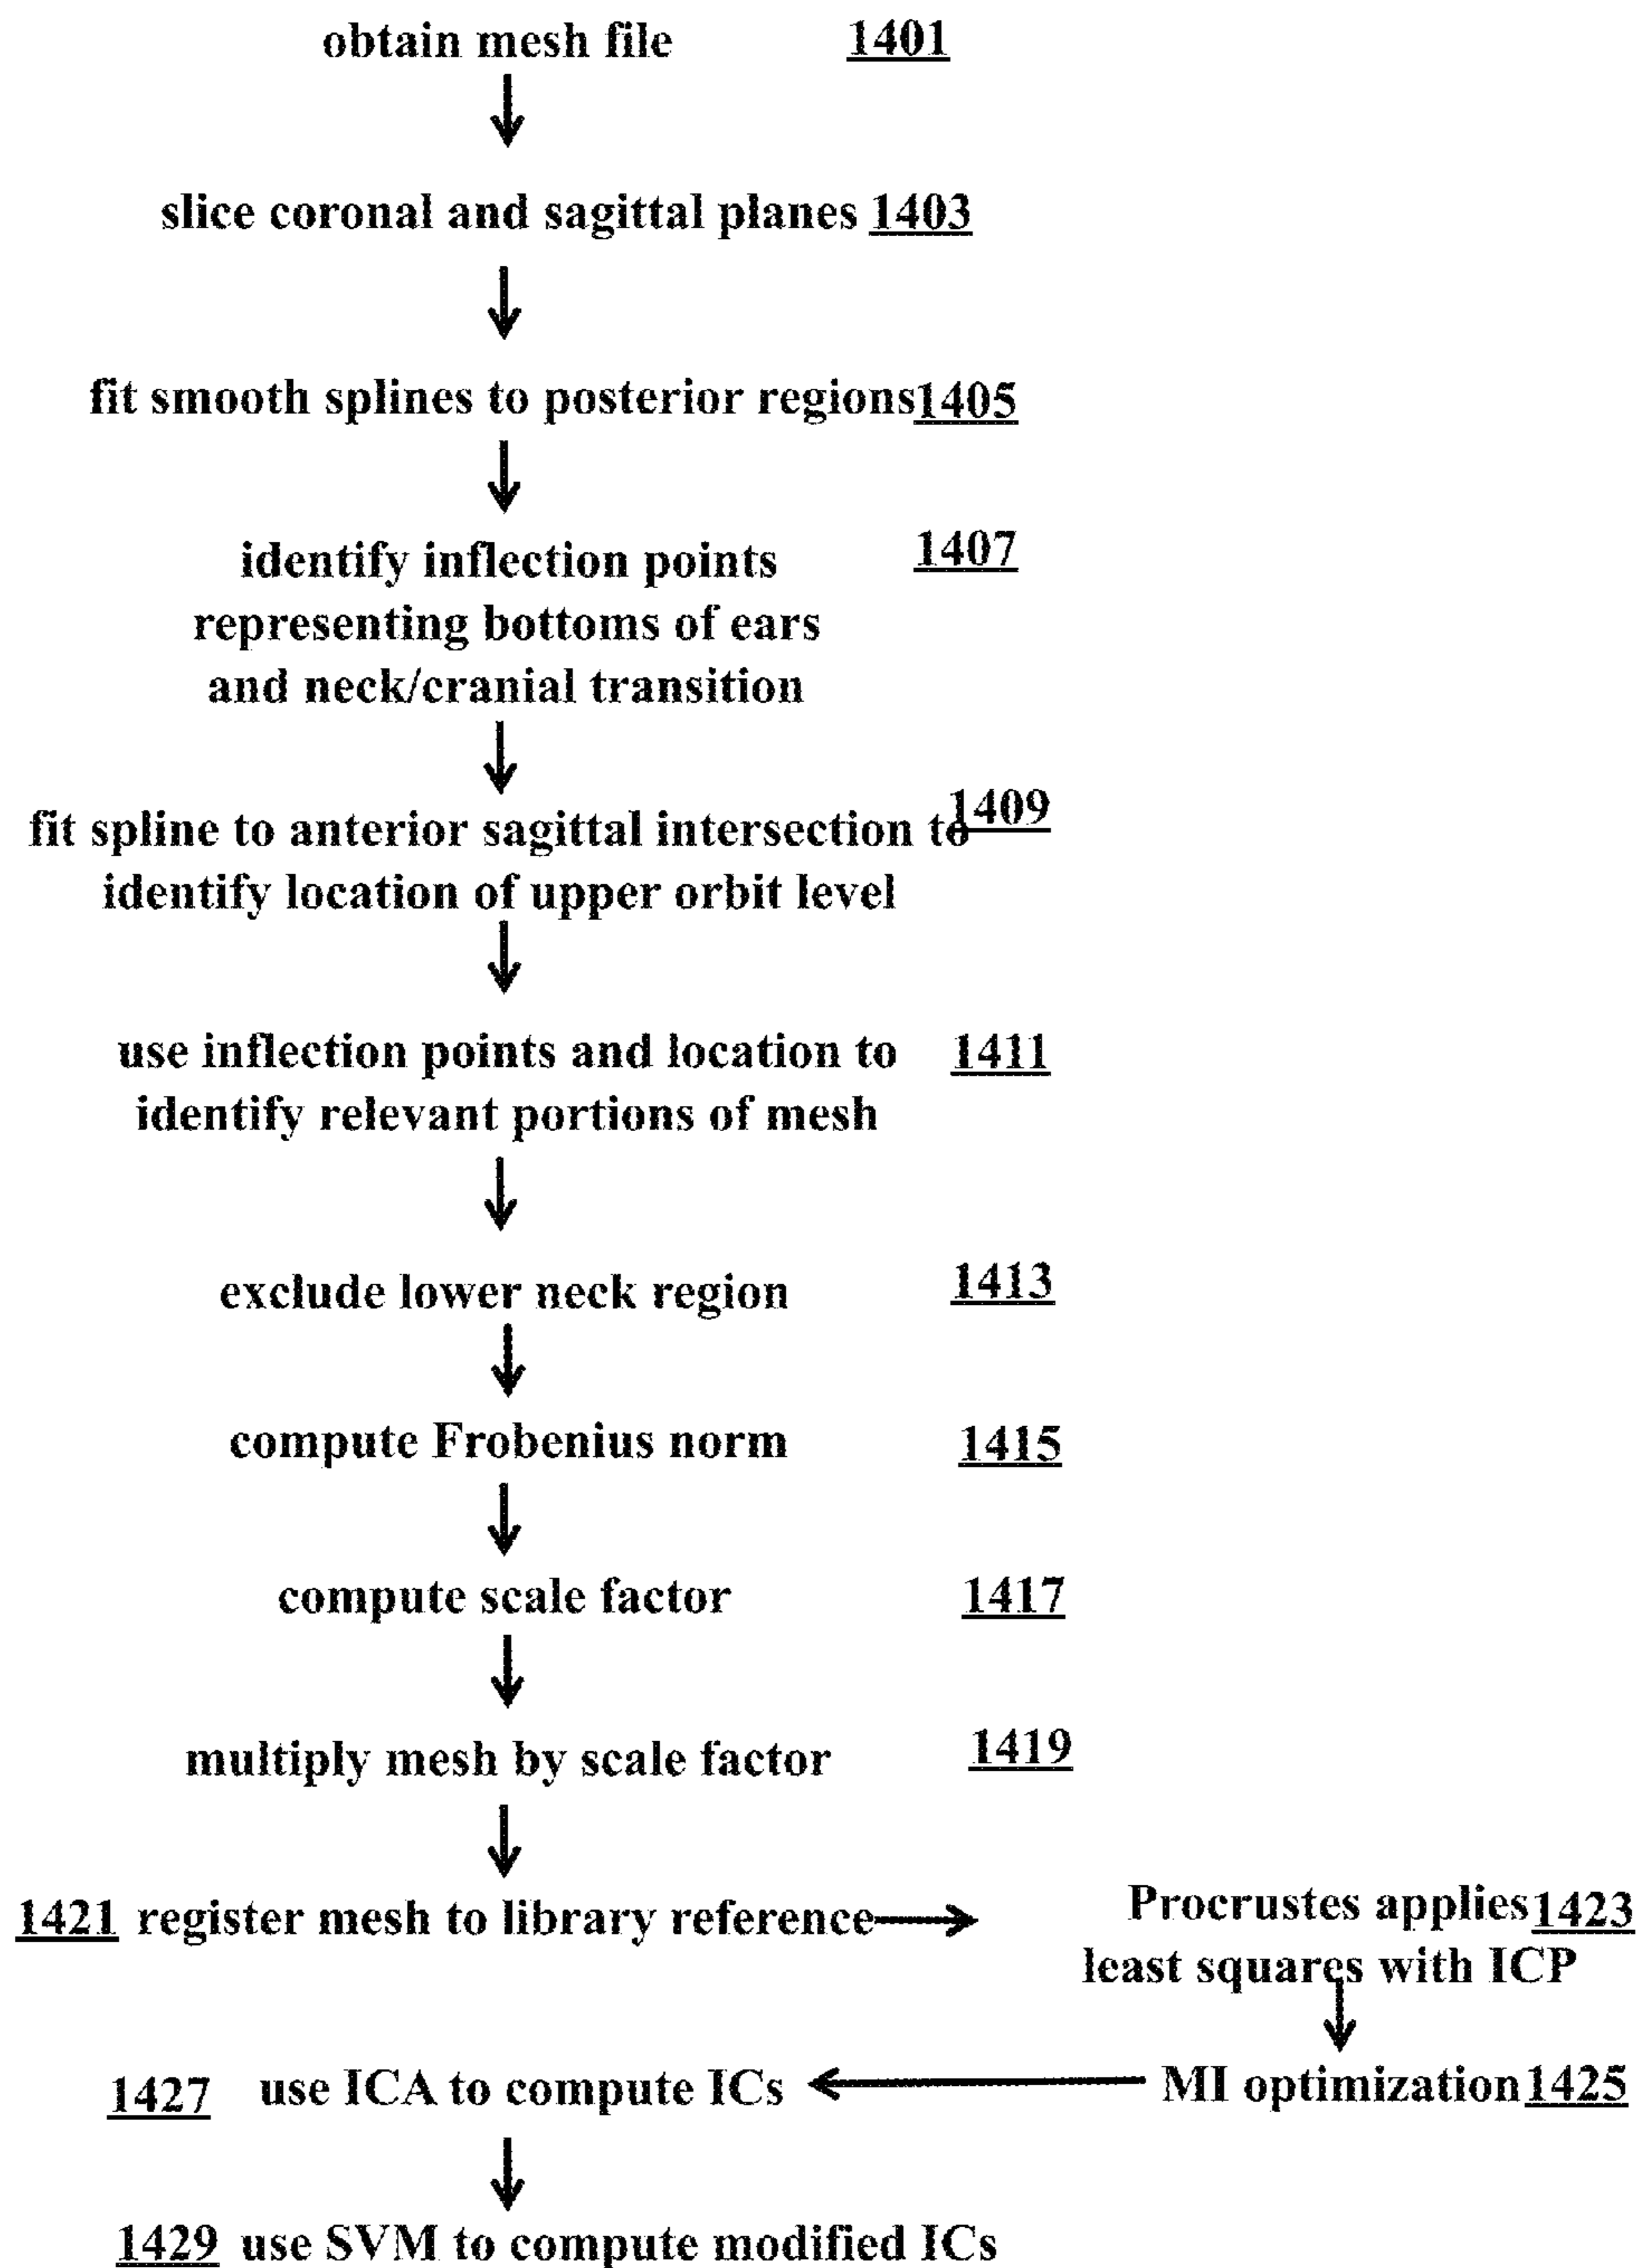 obtain mesh file 1401
slice coronal and sagittal planes 1403
fit smooth splines to posterior regions 1405
identify inflection points 1407
representing bottoms of ears
and neck/cranial transition
fit spline to anterior sagittal intersection to 1409
identify location of upper orbit level
use inflection points and location to 1411
identify relevant portions of mesh
exclude lower neck region 1413
compute Frobenius norm 1415
compute scale factor 1417
multiply mesh by scale factor 1419
1421 register mesh to library reference
Procrustes applies 1423
least squares with ICP
MI optimization 1425
1427 use ICA to compute ICs
1429 use SVM to compute modified ICs